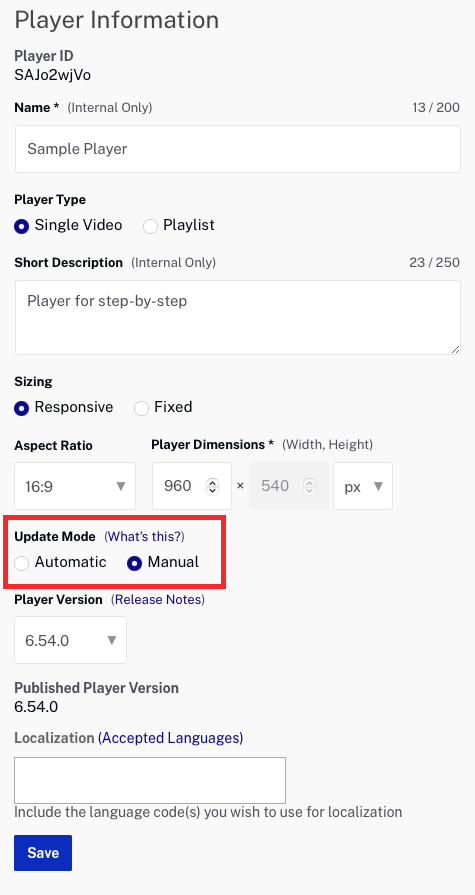 Player Information
Player ID
SAJo2wjVo
Name * (Internal Only) 13 / 200
Sample Player
Player Type
Single Video Playlist
Short Description (Internal Only) 23 / 250
Player for step-by-step
Sizing
Responsive Fixed
Aspect Ratio Player Dimensions * (Width, Height)
16:9 960 × 540 px
Update Mode (What's this?)
Automatic Manual
Player Version (Release Notes)
6.54.0
Published Player Version
6.54.0
Localization (Accepted Languages)
Include the language code(s) you wish to use for localization
Save